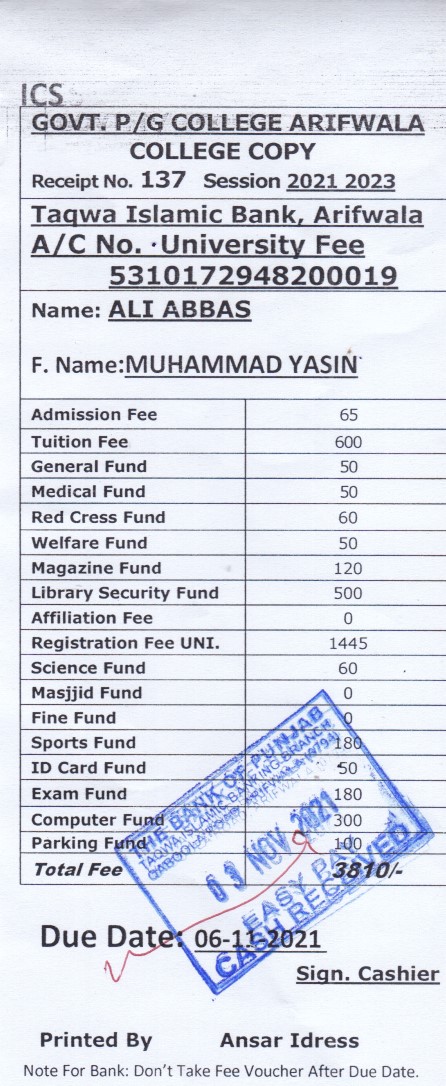 ICS
GOVT. P/G COLLEGE ARIFWALA
COLLEGE COPY
Receipt No. 137 Session 2021 2023
Taqwa Islamic Bank, Arifwala
A/C No. ·University Fee
5310172948200019
Name: ALI ABBAS
F. Name:MUHAMMAD YASIN
Admission Fee 65
Tuition Fee 600
General Fund 50
Medical Fund 50
Red Cress Fund 60
Welfare Fund 50
Magazine Fund 120
Library Security Fund 500
Affiliation Fee 0
Registration Fee UNI. 1445
Science Fund 60
Masjjid Fund 0
Fine Fund 0
Sports Fund 180
ID Card Fund 50
Exam Fund 180
Computer Fund 300
Parking Fund 100
Total Fee 3810/-
THE BANK OF PUNJAB
TAQWA ISLAMIC BANKING BRANCH
ARIFWALA
03 NOV 2021
EASY PAY
CASH RECEIVED
Due Date: 06-11-2021
Sign. Cashier
Printed By Ansar Idress
Note For Bank: Don't Take Fee Voucher After Due Date.